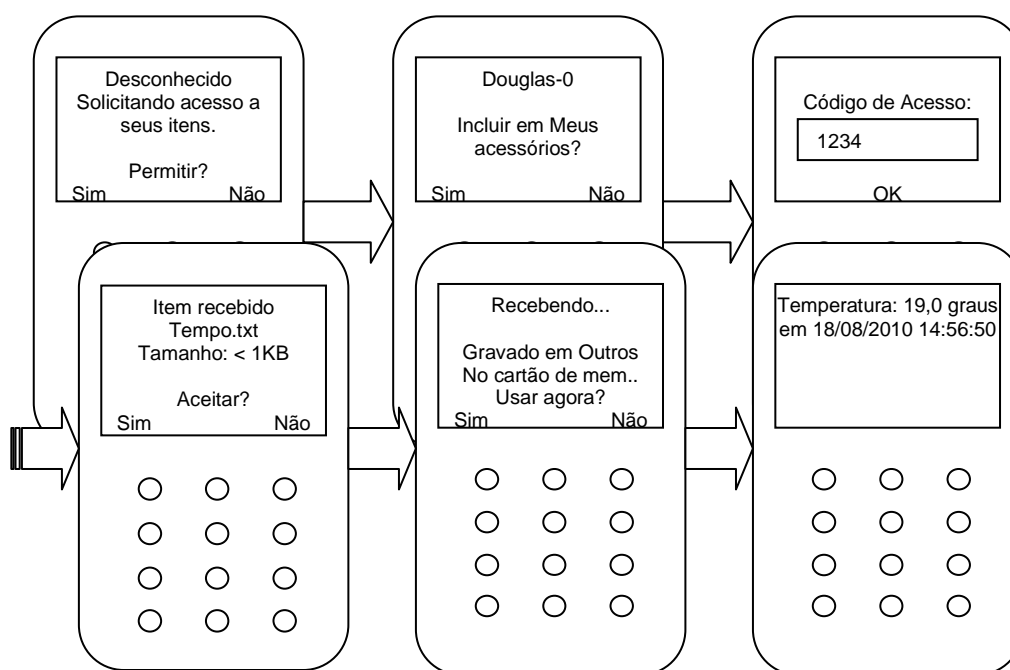 Desconhecido
Solicitando acesso a
seus itens.
Permitir?
Sim Não
Douglas-0
Incluir em Meus
acessórios?
Sim Não
Código de Acesso:
1234
OK
Item recebido
Tempo.txt
Tamanho: < 1KB
Aceitar?
Sim Não
Recebendo...
Gravado em Outros
No cartão de mem..
Usar agora?
Sim Não
Temperatura: 19,0 graus
em 18/08/2010 14:56:50